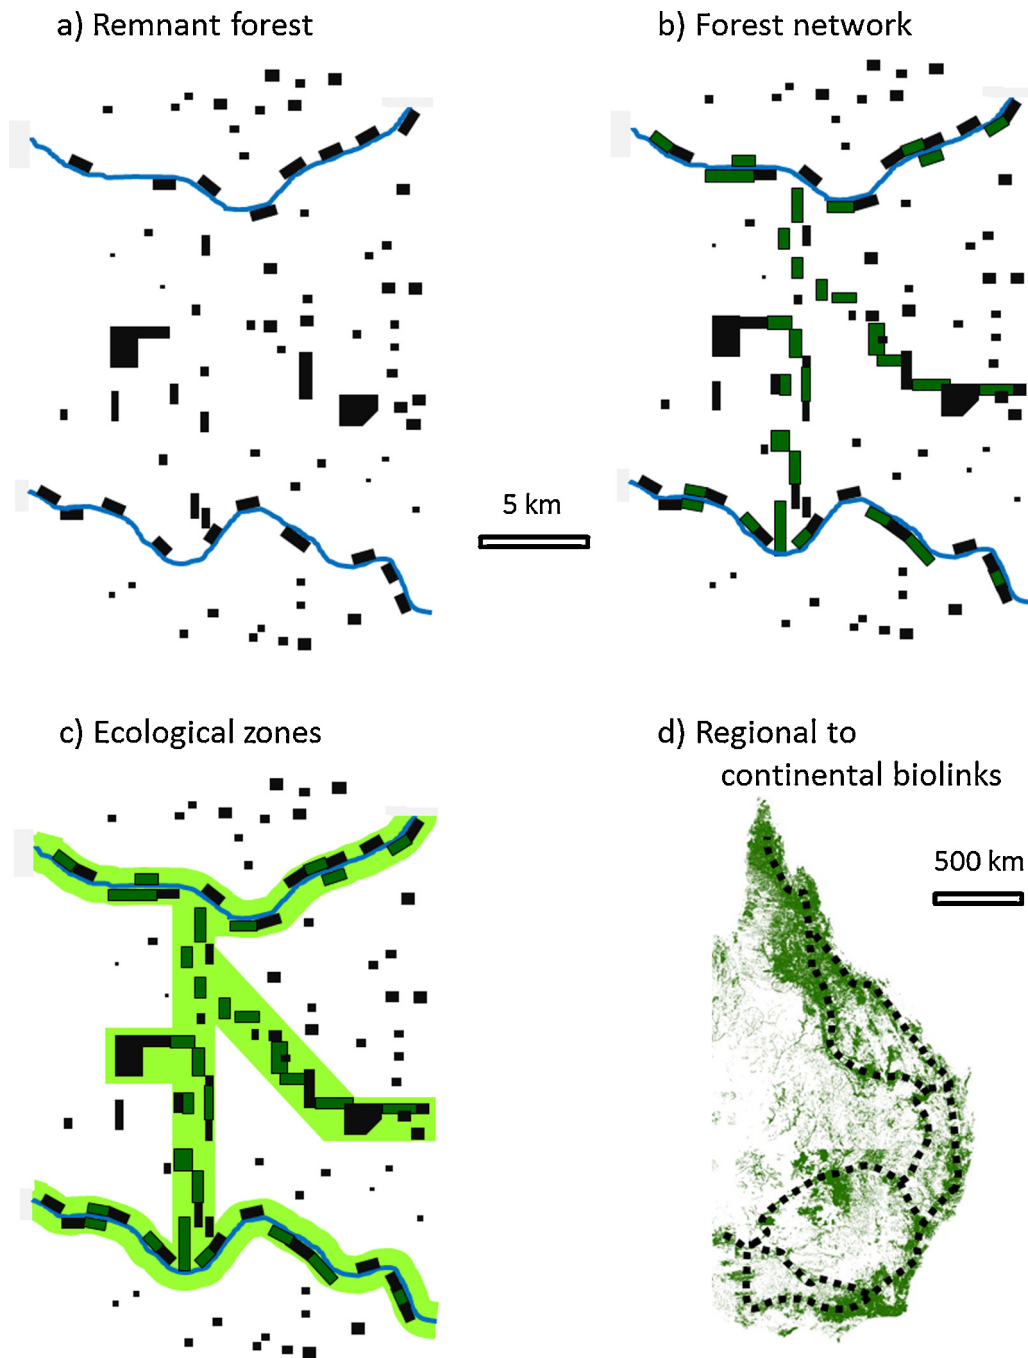 a) Remnant forest
b) Forest network
5 km
c) Ecological zones
d) Regional to
continental biolinks
500 km